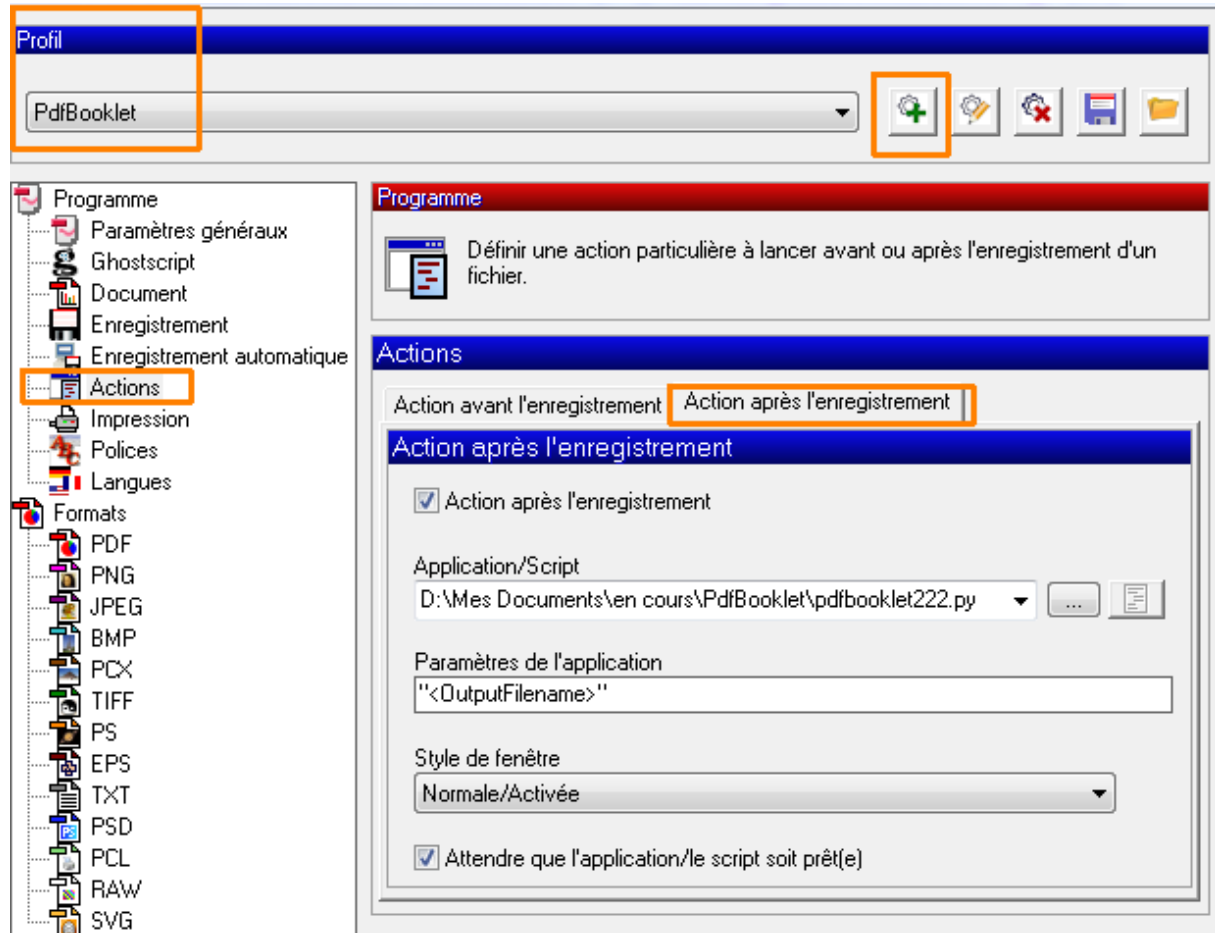 Profil
PdfBooklet
Programme
Paramètres généraux
Ghostscript
Document
Enregistrement
Enregistrement automatique
Actions
Impression
Polices
Langues
Formats
PDF
PNG
JPEG
BMP
PCX
TIFF
PS
EPS
TXT
PSD
PCL
RAW
SVG
Programme
Définir une action particulière à lancer avant ou après l'enregistrement d'un
fichier.
Actions
Action avant l'enregistrement
Action après l'enregistrement
Action après l'enregistrement
Action après l'enregistrement
Application/Script
D:\Mes Documents\en cours\PdfBooklet\pdfbooklet222.py
...
Paramètres de l'application
"<OutputFilename>"
Style de fenêtre
Normale/Activée
Attendre que l'application/le script soit prêt(e)